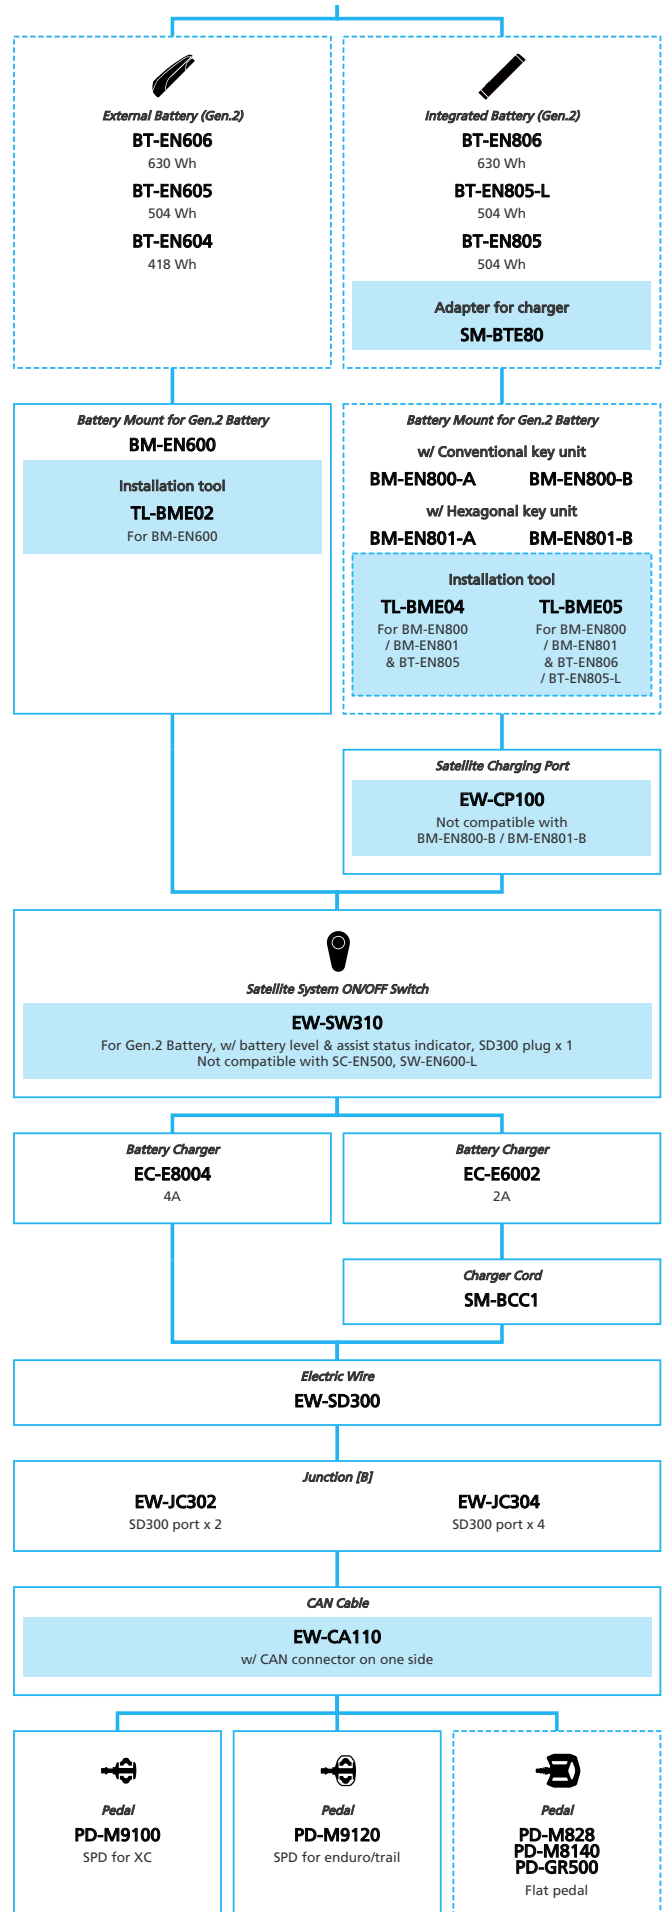 External Battery (Gen.2)
BT-EN606
630 Wh
BT-EN605
504 Wh
BT-EN604
418 Wh
Integrated Battery (Gen.2)
BT-EN806
630 Wh
BT-EN805-L
504 Wh
BT-EN805
504 Wh
Adapter for charger
SM-BTE80
Battery Mount for Gen.2 Battery
BM-EN600
Installation tool
TL-BME02
For BM-EN600
Battery Mount for Gen.2 Battery
w/ Conventional key unit
BM-EN800-A BM-EN800-B
w/ Hexagonal key unit
BM-EN801-A BM-EN801-B
Installation tool
TL-BME04
For BM-EN800
/ BM-EN801
& BT-EN805
TL-BME05
For BM-EN800
/ BM-EN801
& BT-EN806
/ BT-EN805-L
Satellite Charging Port
EW-CP100
Not compatible with
BM-EN800-B / BM-EN801-B
Satellite System ON/OFF Switch
EW-SW310
For Gen.2 Battery, w/ battery level & assist status indicator, SD300 plug x 1
Not compatible with SC-EN500, SW-EN600-L
Battery Charger
EC-E8004
4A
Battery Charger
EC-E6002
2A
Charger Cord
SM-BCC1
Electric Wire
EW-SD300
Junction [B]
EW-JC302
SD300 port x 2
EW-JC304
SD300 port x 4
CAN Cable
EW-CA110
w/ CAN connector on one side
Pedal
PD-M9100
SPD for XC
Pedal
PD-M9120
SPD for enduro/trail
Pedal
PD-M828
PD-M8140
PD-GR500
Flat pedal